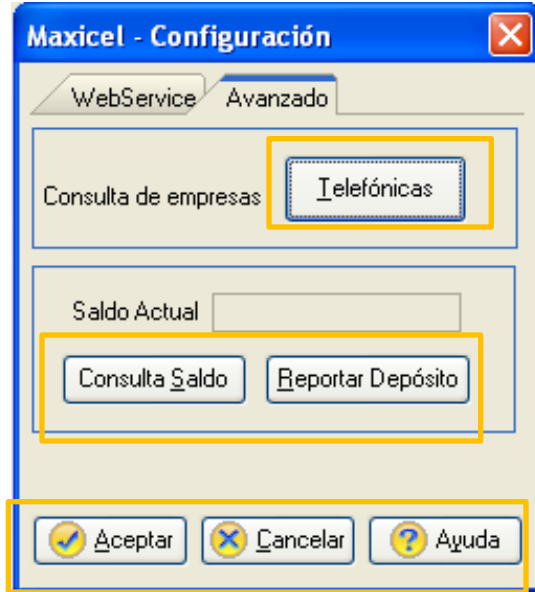 Maxicel - Configuración
WebService Avanzado
Consulta de empresas Telefónicas
Saldo Actual
Consulta Saldo Reportar Depósito
Aceptar Cancelar Ayuda